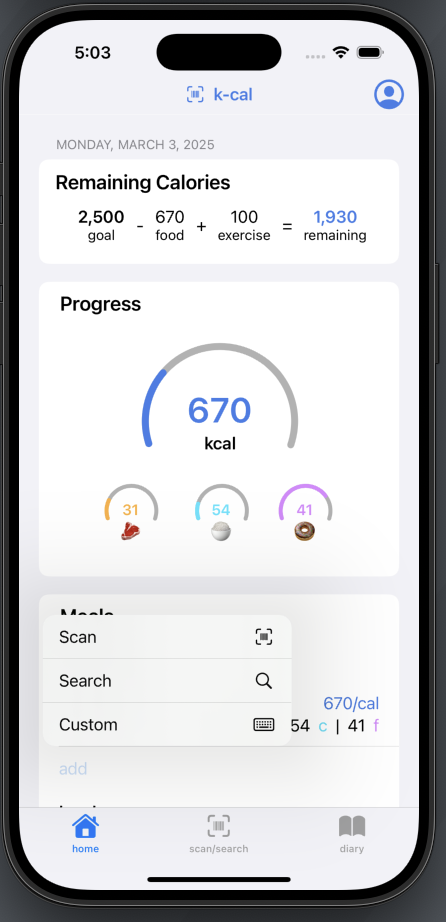 5:03
k-cal
MONDAY, MARCH 3, 2025
Remaining Calories
2,500 - 670 + 100 = 1,930
goal food exercise remaining
Progress
670
kcal
31 54 41
Meals
Scan
Search
670/cal
Custom
54 c | 41 f
add
home scan/search diary